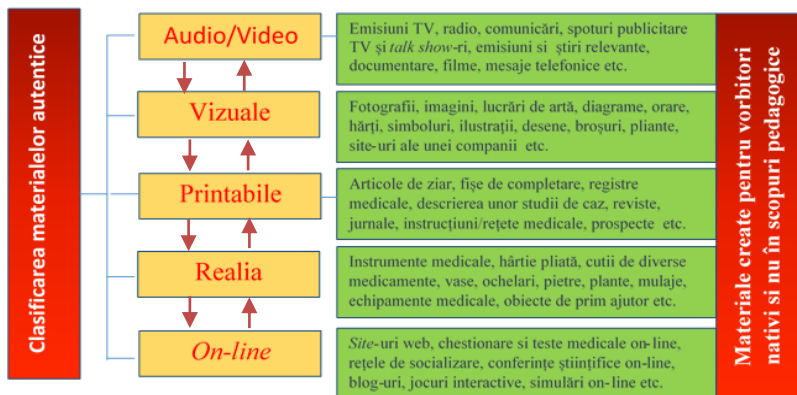 Clasificarea materialelor autentice
Audio/Video
Emisiuni TV, radio, comunicări, spoturi publicitare
TV și talk show-ri, emisiuni si știri relevante,
documentare, filme, mesaje telefonice etc.
Vizuale
Fotografii, imagini, lucrări de artă, diagrame, orare,
hărți, simboluri, ilustrații, desene, broșuri, pliante,
site-uri ale unei companii etc.
Printabile
Articole de ziar, fișe de completare, registre
medicale, descrierea unor studii de caz, reviste,
jurnale, instrucțiuni/rețete medicale, prospecte etc.
Realia
Instrumente medicale, hârtie pliată, cutii de diverse
medicamente, vase, ochelari, pietre, plante, mulaje,
echipamente medicale, obiecte de prim ajutor etc.
On-line
Site-uri web, chestionare si teste medicale on-line,
rețele de socializare, conferințe științifice on-line,
blog-uri, jocuri interactive, simulări on-line etc.
Materiale create pentru vorbitori
nativi si nu în scopuri pedagogice